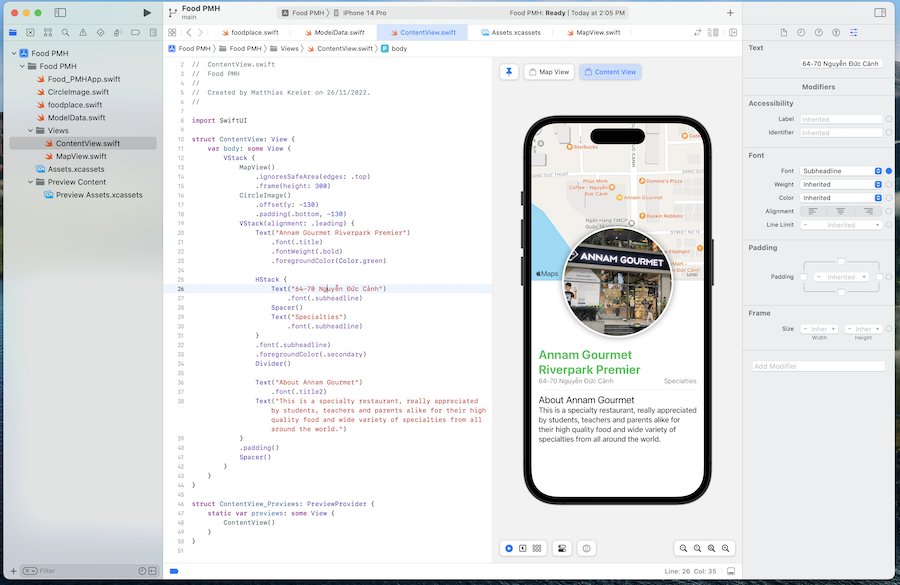 Food PMH
main
Food PMH
iPhone 14 Pro
Food PMH: Ready | Today at 2:05 PM
foodplace.swift
ModelData.swift
ContentView.swift
Assets.xcassets
MapView.swift
Food PMH
Food PMH
Views
ContentView.swift
body
Food PMH
Food PMH
Food_PMHApp.swift
CircleImage.swift
foodplace.swift
ModelData.swift
Views
ContentView.swift
MapView.swift
Assets.xcassets
Preview Content
Preview Assets.xcassets
Filter
2 // ContentView.swift
3 // Food PMH
4 //
5 // Created by Matthias Kreier on 26/11/2022.
6 //
7
8 import SwiftUI
9
10 struct ContentView: View {
11 var body: some View {
12 VStack {
13 MapView()
14 .ignoresSafeArea(edges: .top)
15 .frame(height: 300)
16 CircleImage()
17 .offset(y: -130)
18 .padding(.bottom, -130)
19 VStack(alignment: .leading) {
20 Text("Annam Gourmet Riverpark Premier")
21 .font(.title)
22 .fontWeight(.bold)
23 .foregroundColor(Color.green)
24
25 HStack {
26 Text("64-70 Nguyễn Đức Cảnh")
27 .font(.subheadline)
28 Spacer()
29 Text("Specialties")
30 .font(.subheadline)
31 }
32 .font(.subheadline)
33 .foregroundColor(.secondary)
34 Divider()
35
36 Text("About Annam Gourmet")
37 .font(.title2)
38 Text("This is a specialty restaurant, really appreciated
by students, teachers and parents alike for their high
quality food and wide variety of specialties from all
around the world.")
39 }
40 .padding()
41 Spacer()
42 }
43 }
44 }
45
46 struct ContentView_Previews: PreviewProvider {
47 static var previews: some View {
48 ContentView()
49 }
50 }
51
Map View
Content View
Gate
Starbucks
DANG DUC THUAT
CANH
Phúc Minh
Coffee - Nguyễn
Đức Cảnh
Domino's Pizza
Annam Gourmet
Baskin Robbins
Ngân Hàng TMCP
STREET NO.16
Maps
Legal
ANNAM GOURMET
Annam Gourmet
Riverpark Premier
64-70 Nguyễn Đức Cảnh
Specialties
About Annam Gourmet
This is a specialty restaurant, really appreciated
by students, teachers and parents alike for
their high quality food and wide variety of
specialties from all around the world.
Text
64-70 Nguyễn Đức Cảnh
Modifiers
Accessibility
Label Inherited
Identifier Inherited
Font
Font Subheadline
Weight Inherited
Color Inherited
Alignment
Line Limit Inherited
Padding
Padding Inherited
Frame
Size Inher Inher
Width Height
Add Modifier
Line: 26 Col: 35